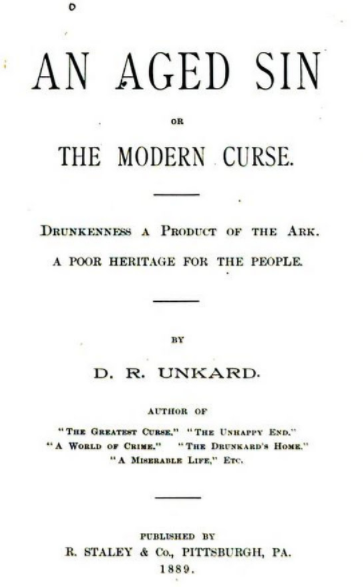 AN AGED SIN
OR
THE MODERN CURSE.
DRUNKENNESS A PRODUCT OF THE ARK.
A POOR HERITAGE FOR THE PEOPLE.
BY
D. R. UNKARD.
AUTHOR OF
"THE GREATEST CURSE." "THE UNHAPPY END."
"A WORLD OF CRIME." "THE DRUNKARD'S HOME."
"A MISERABLE LIFE," ETC.
PUBLISHED BY
R. STALEY & Co., PITTSBURGH, PA.
1889.